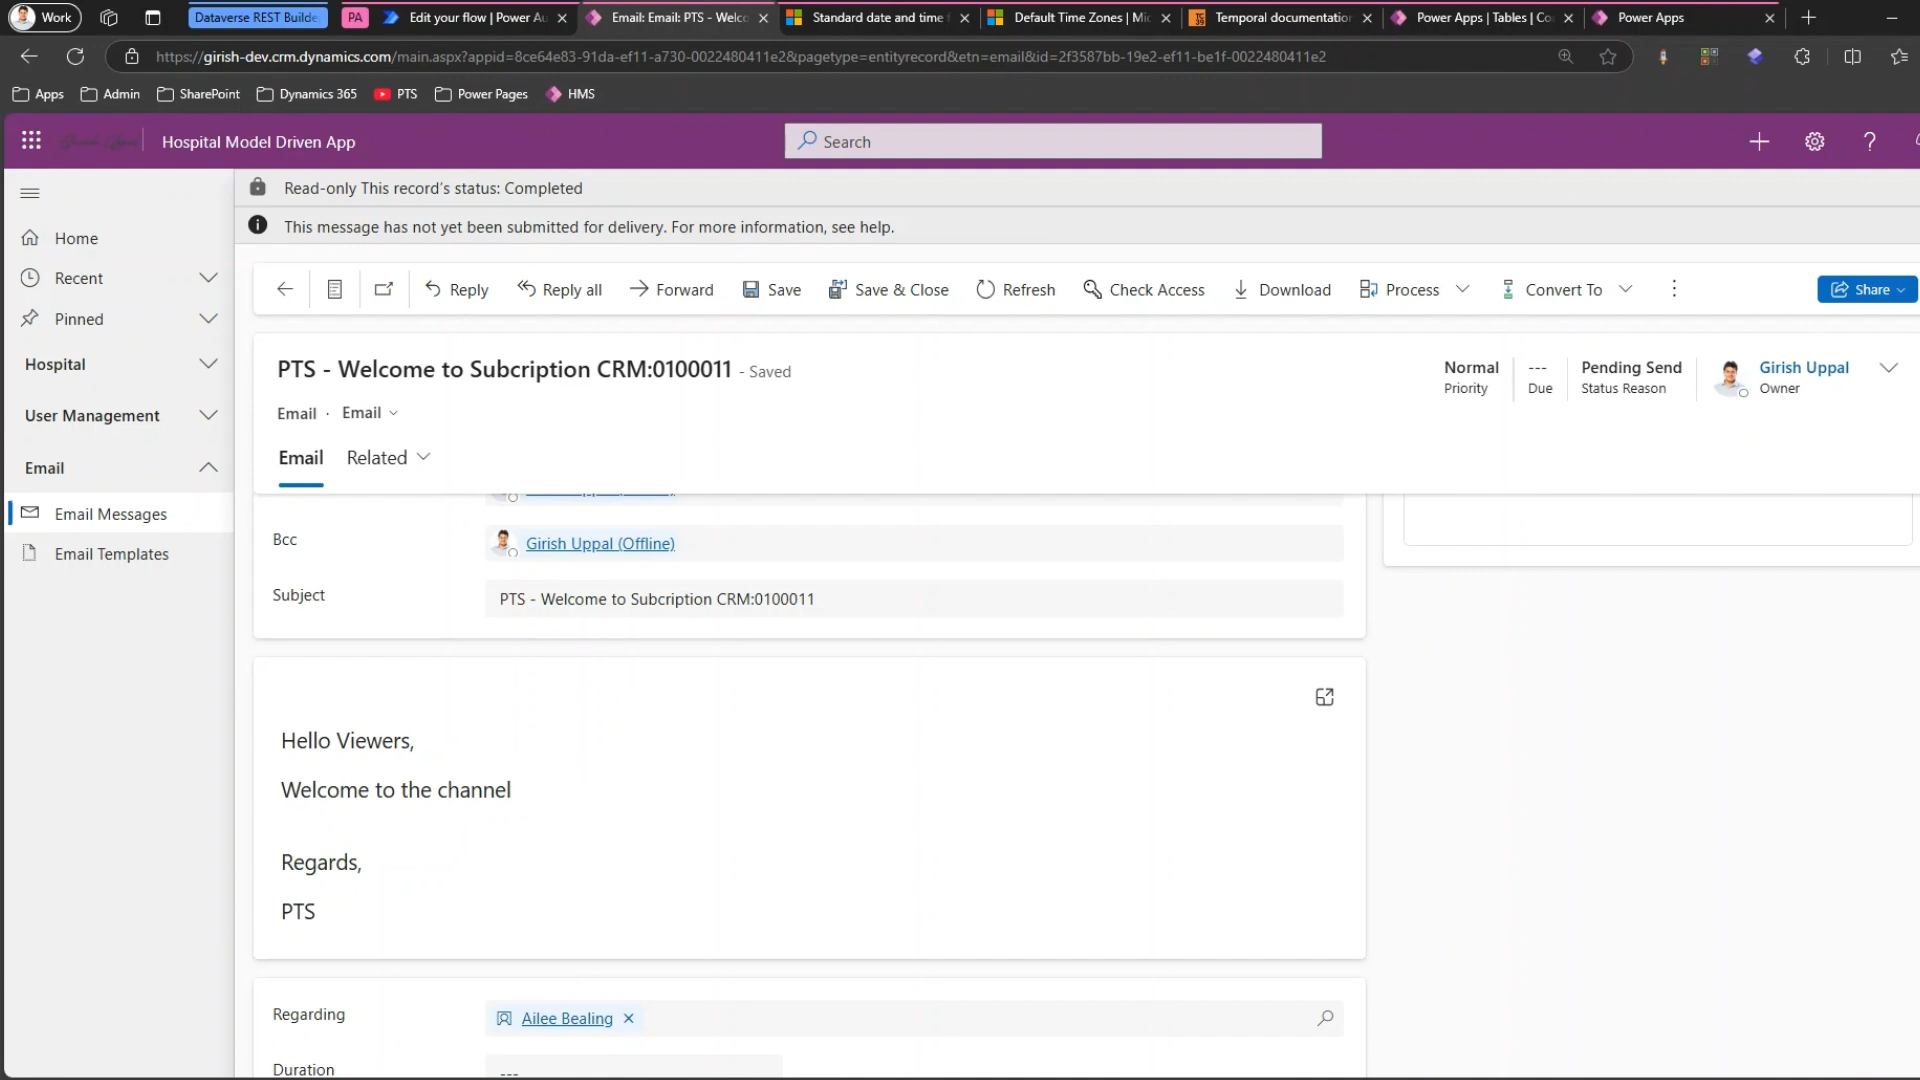 Work
Dataverse REST Builde
PA
Edit your flow | Power Au
Email: Email: PTS - Welco
Standard date and time f
Default Time Zones | Mic
Temporal documentation
Power Apps | Tables | Co
Power Apps
https://girish-dev.crm.dynamics.com/main.aspx?appid=8ce64e83-91da-ef11-a730-0022480411e2&pagetype=entityrecord&etn=email&id=2f3587bb-19e2-ef11-be1f-0022480411e2
Apps
Admin
SharePoint
Dynamics 365
PTS
Power Pages
HMS
Hospital Model Driven App
Search
Read-only This record's status: Completed
This message has not yet been submitted for delivery. For more information, see help.
Home
Recent
Pinned
Hospital
User Management
Email
Email Messages
Email Templates
Reply
Reply all
Forward
Save
Save & Close
Refresh
Check Access
Download
Process
Convert To
Share
PTS - Welcome to Subcription CRM:0100011 - Saved
Email · Email
Normal
Priority
---
Due
Pending Send
Status Reason
Girish Uppal
Owner
Email
Related
Bcc
Girish Uppal (Offline)
Subject
PTS - Welcome to Subcription CRM:0100011
Hello Viewers,
Welcome to the channel
Regards,
PTS
Regarding
Ailee Bealing
Duration
---